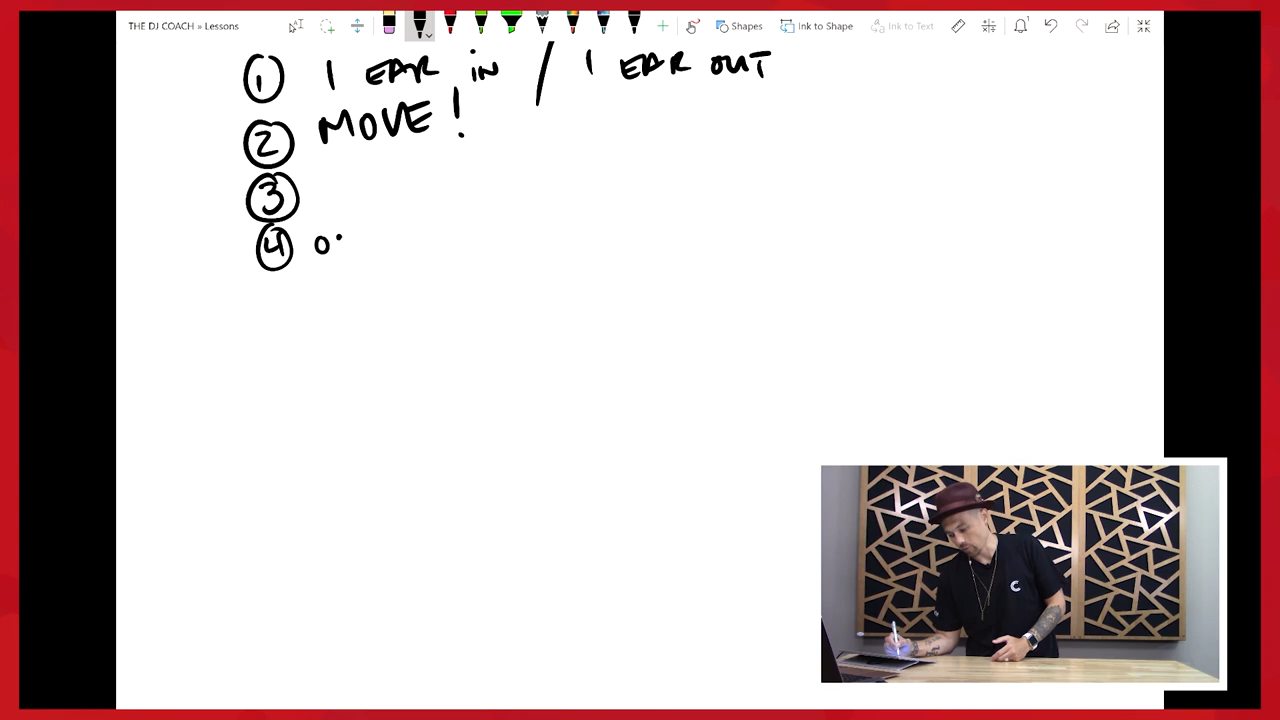 THE DJ COACH » Lessons
Shapes
Ink to Shape
Ink to Text
① 1 EAR IN / 1 EAR OUT
② MOVE!
③
④ O
C